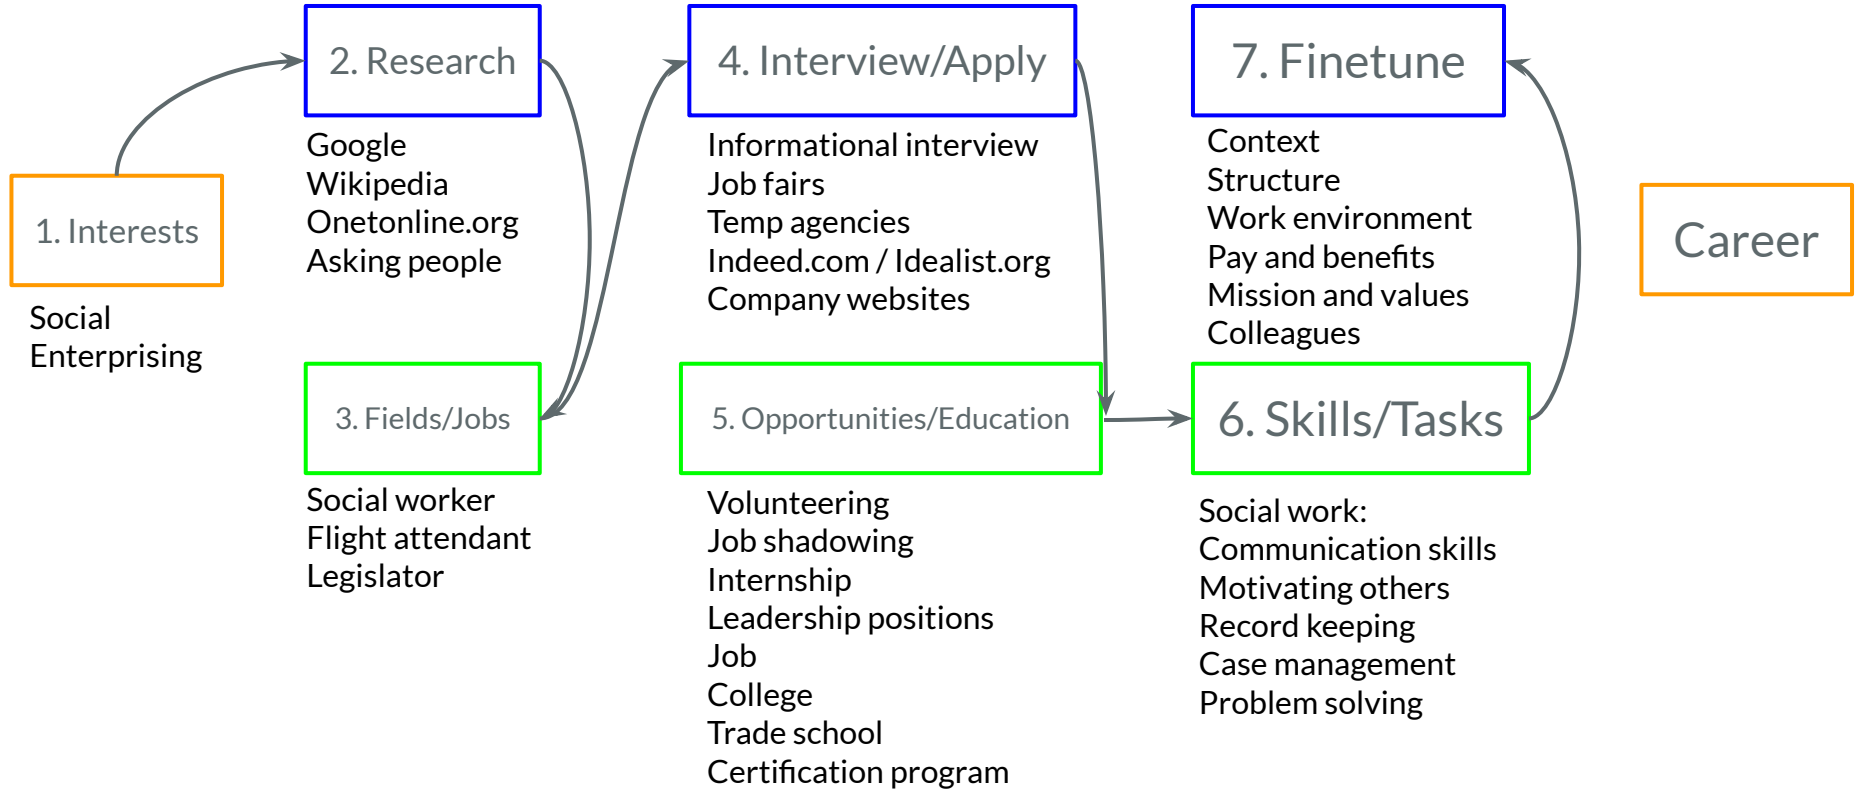 1. Interests
Social
Enterprising
2. Research
Google
Wikipedia
Onetonline.org
Asking people
3. Fields/Jobs
Social worker
Flight attendant
Legislator
4. Interview/Apply
Informational interview
Job fairs
Temp agencies
Indeed.com / Idealist.org
Company websites
5. Opportunities/Education
Volunteering
Job shadowing
Internship
Leadership positions
Job
College
Trade school
Certification program
6. Skills/Tasks
Social work:
Communication skills
Motivating others
Record keeping
Case management
Problem solving
7. Finetune
Context
Structure
Work environment
Pay and benefits
Mission and values
Colleagues
Career